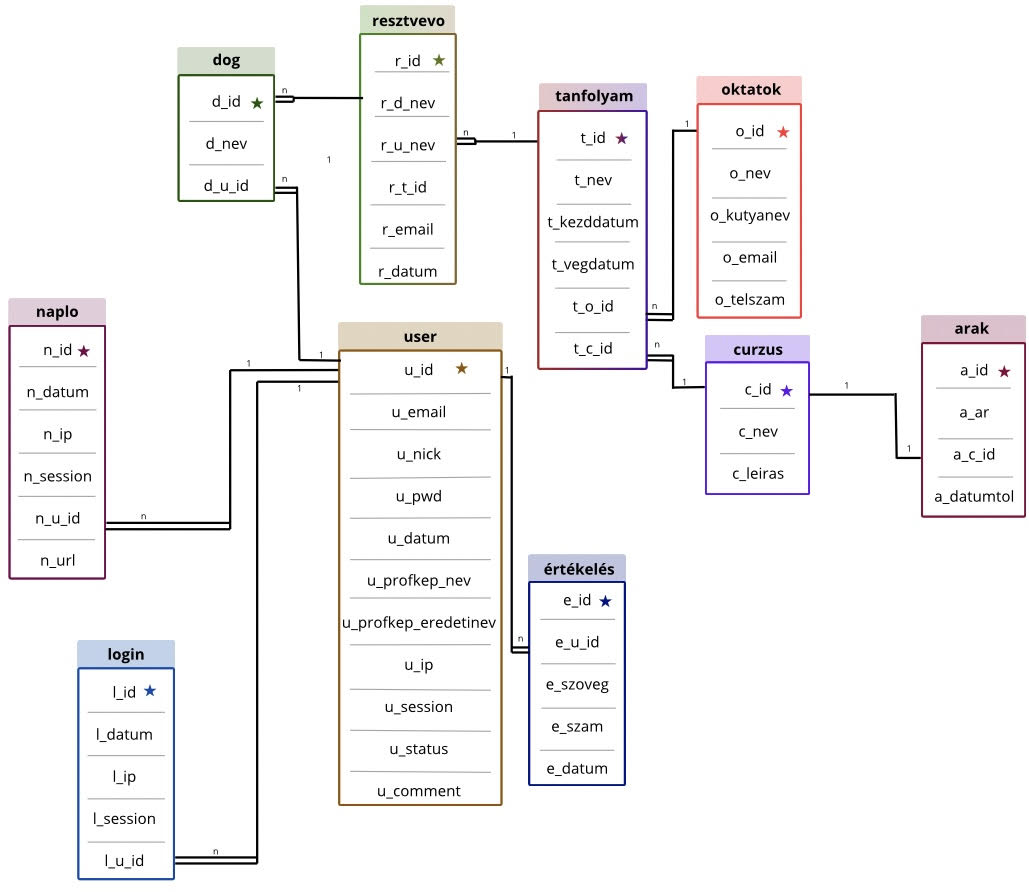 resztvevo
r_id
r_d_nev
r_u_nev
r_t_id
r_email
r_datum
dog
d_id
d_nev
d_u_id
n
n
1
n
1
tanfolyam
t_id
t_nev
t_kezddatum
t_vegdatum
t_o_id
t_c_id
n
n
1
1
oktatok
o_id
o_nev
o_kutyanev
o_email
o_telszam
naplo
n_id
n_datum
n_ip
n_session
n_u_id
n_url
n
1
1
1
user
u_id
u_email
u_nick
u_pwd
u_datum
u_profkep_nev
u_profkep_eredetinev
u_ip
u_session
u_status
u_comment
1
n
curzus
c_id
c_nev
c_leiras
1
1
arak
a_id
a_ar
a_c_id
a_datumtol
értékelés
e_id
e_u_id
e_szoveg
e_szam
e_datum
login
l_id
l_datum
l_ip
l_session
l_u_id
n